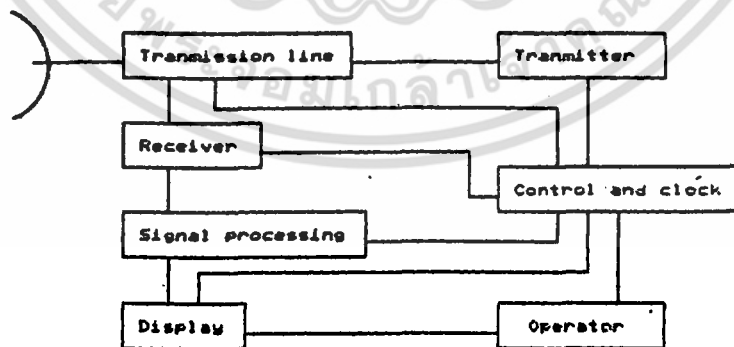 Tranmission line
Tranmitter
Receiver
Control and clock
Signal processing
Display
Operator